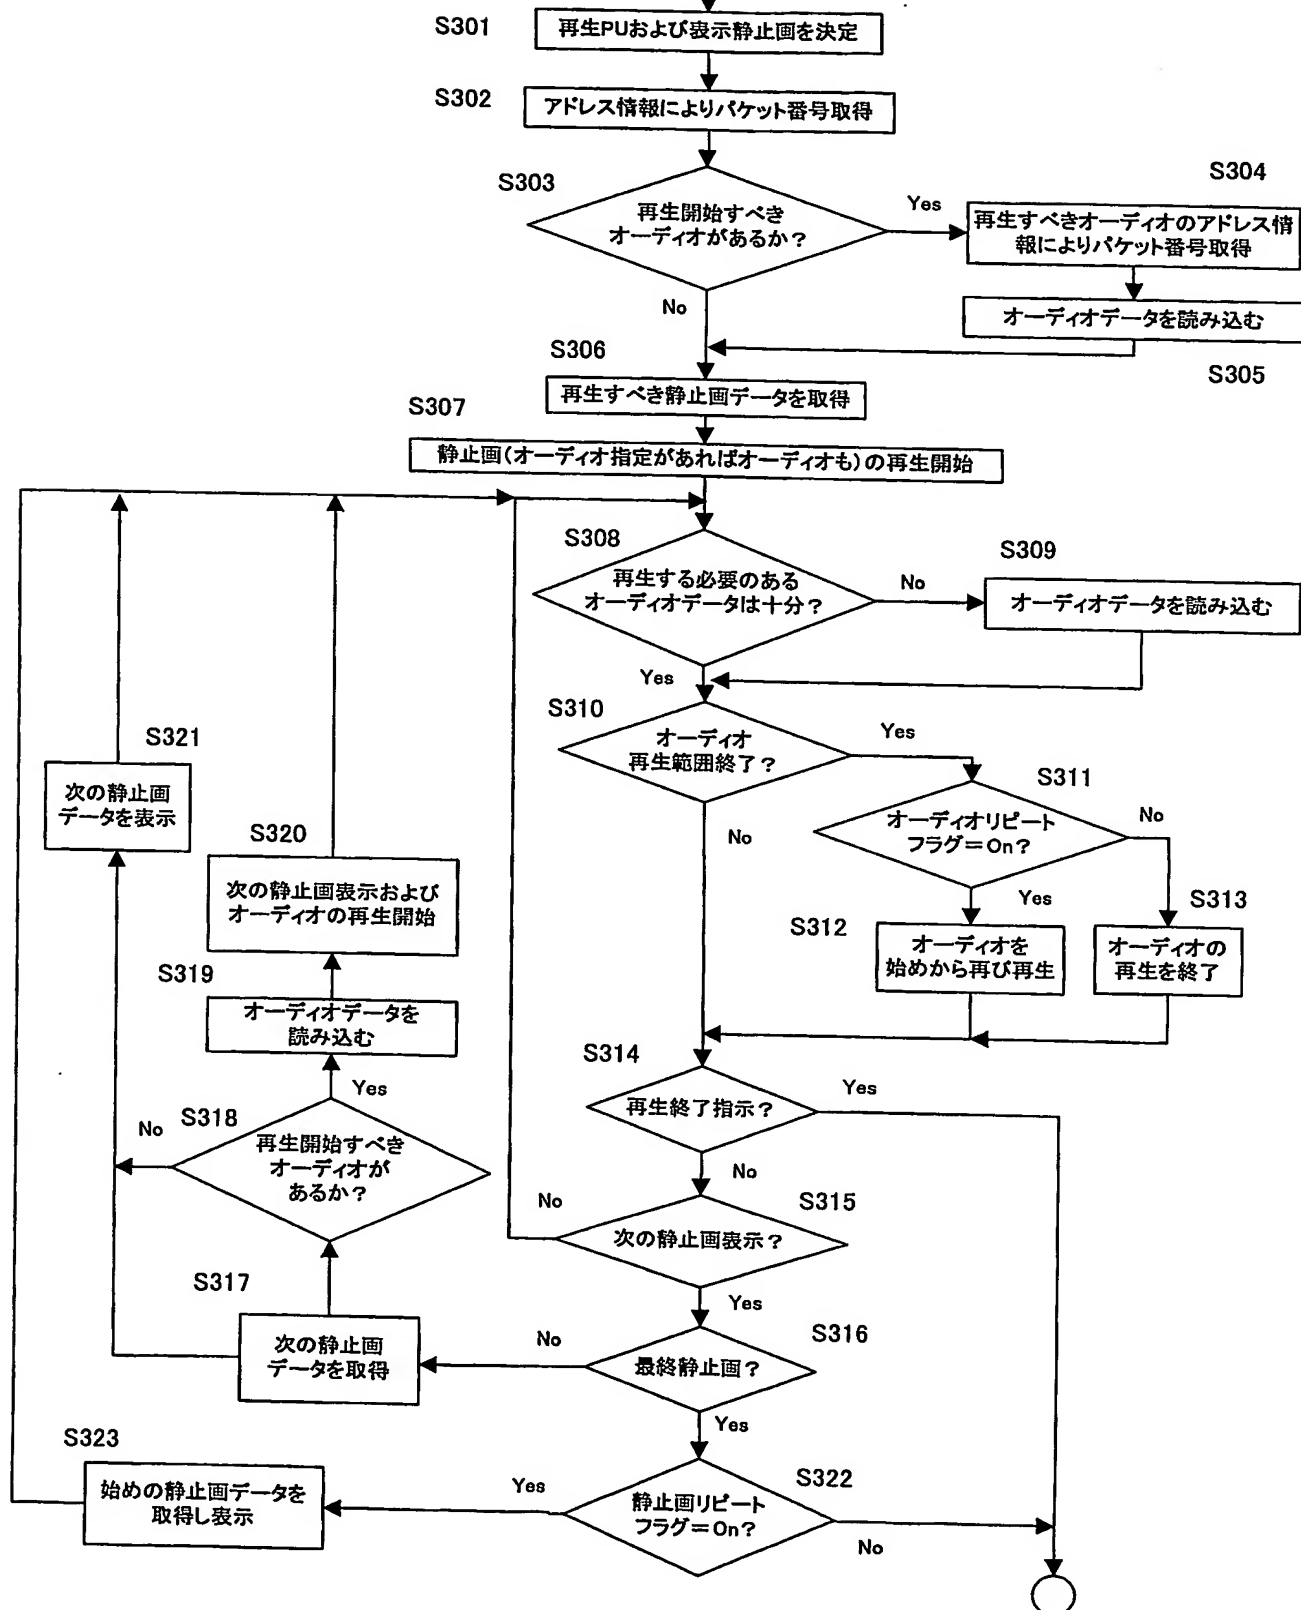 S301
再生PUおよび表示静止画を決定
S302
アドレス情報によりパケット番号取得
S303
再生開始すべき
オーディオがあるか？
Yes
No
S304
再生すべきオーディオのアドレス情
報によりパケット番号取得
オーディオデータを読み込む
S305
S306
再生すべき静止画データを取得
S307
静止画（オーディオ指定があればオーディオも）の再生開始
S308
再生する必要のある
オーディオデータは十分？
No
Yes
S309
オーディオデータを読み込む
S310
オーディオ
再生範囲終了？
Yes
No
S311
オーディオリピート
フラグ＝On？
No
Yes
S312
オーディオを
始めから再び再生
S313
オーディオの
再生を終了
S314
再生終了指示？
Yes
No
S315
次の静止画表示？
No
Yes
S316
最終静止画？
No
Yes
S317
次の静止画
データを取得
S318
再生開始すべき
オーディオが
あるか？
No
Yes
S319
オーディオデータを
読み込む
S320
次の静止画表示および
オーディオの再生開始
S321
次の静止画
データを表示
S322
静止画リピート
フラグ＝On？
Yes
No
S323
始めの静止画データを
取得し表示